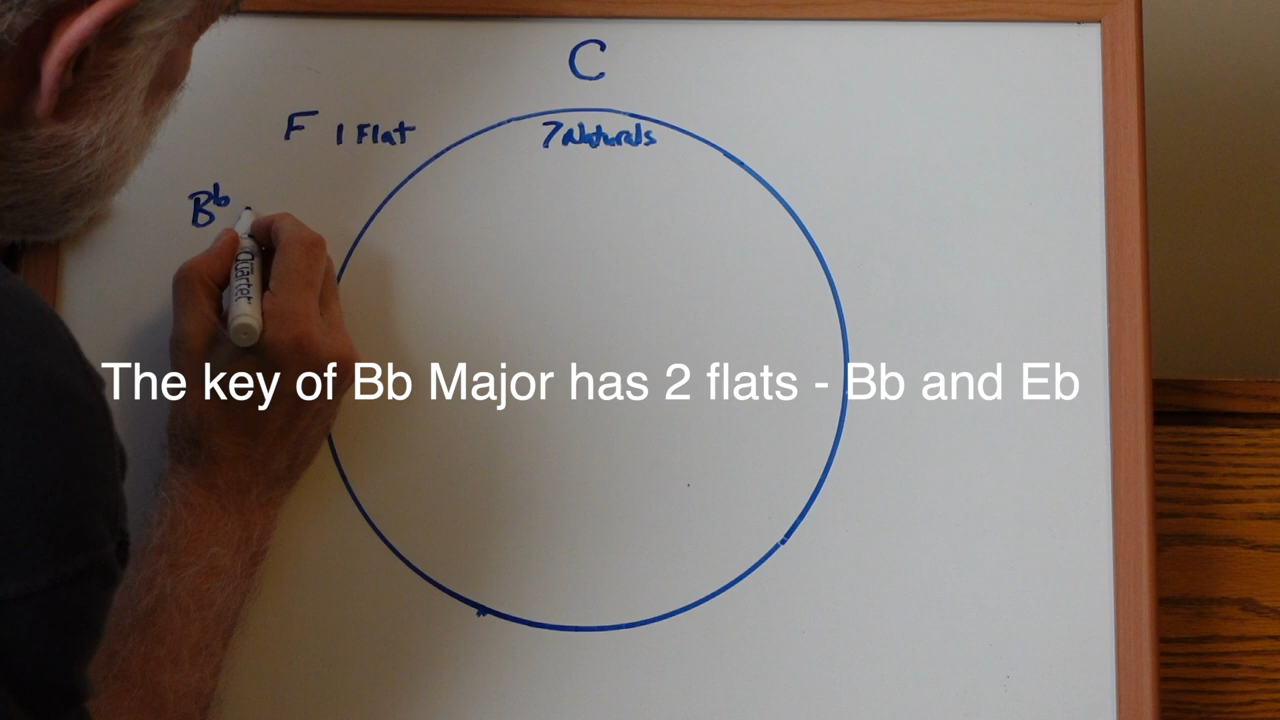 C
F 1 Flat
7 Naturals
Bb
Quartet
The key of Bb Major has 2 flats - Bb and Eb